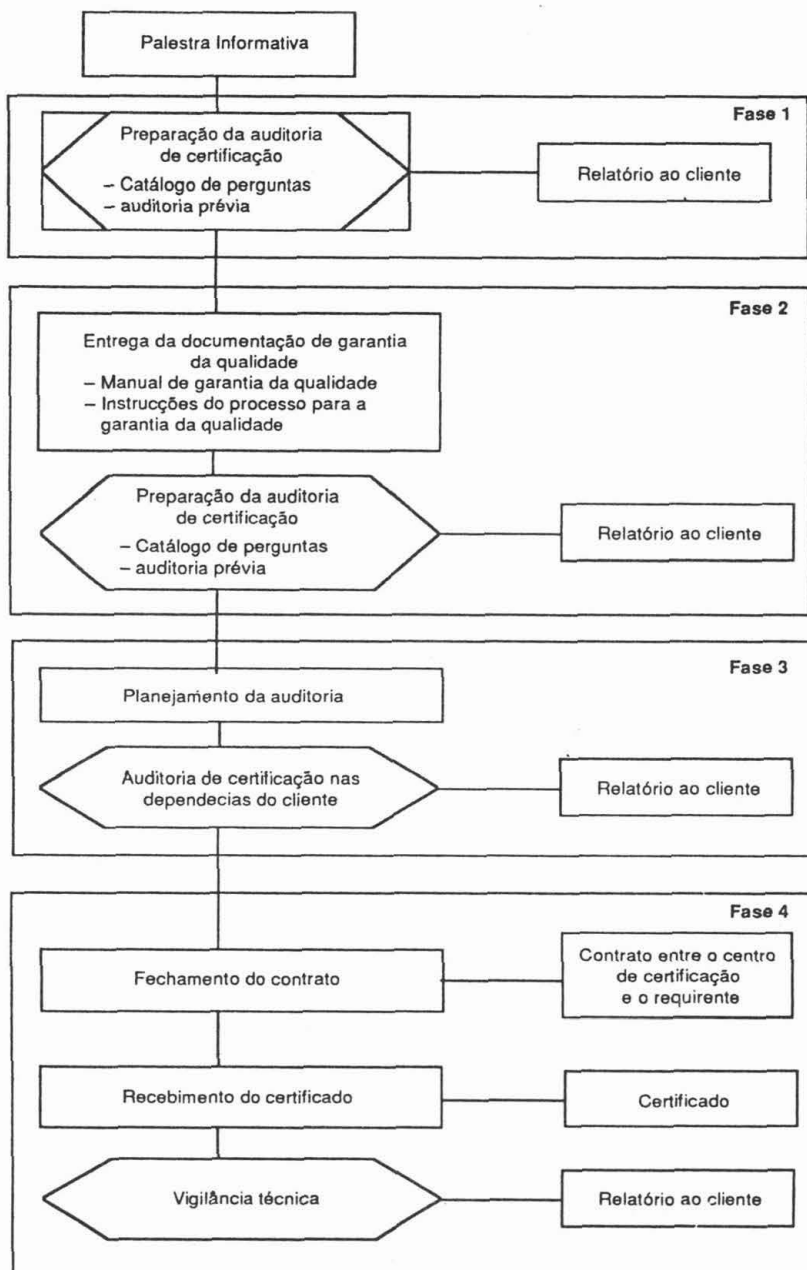 Palestra Informativa
Fase 1
Preparação da auditoria
de certificação
– Catálogo de perguntas
– auditoria prévia
Relatório ao cliente
Fase 2
Entrega da documentação de garantia
da qualidade
– Manual de garantia da qualidade
– Instrucções do processo para a
garantia da qualidade
Preparação da auditoria
de certificação
– Catálogo de perguntas
– auditoria prévia
Relatório ao cliente
Fase 3
Planejamento da auditoria
Auditoria de certificação nas
dependecias do cliente
Relatório ao cliente
Fase 4
Fechamento do contrato
Contrato entre o centro
de certificação
e o requirente
Recebimento do certificado
Certificado
Vigilância técnica
Relatório ao cliente